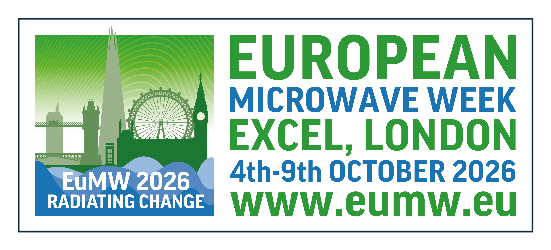 EuMW 2026
RADIATING CHANGE
EUROPEAN
MICROWAVE WEEK
EXCEL, LONDON
4th-9th OCTOBER 2026
www.eumw.eu